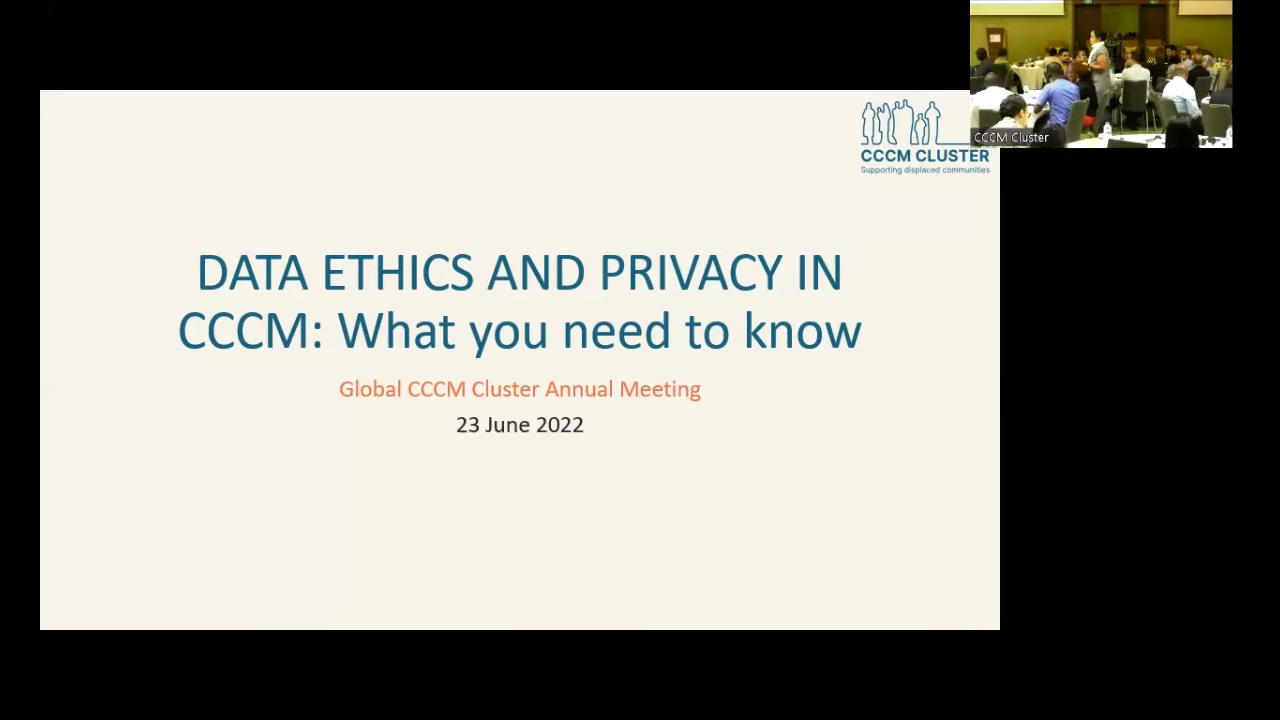 CCCM CLUSTER
Supporting displaced communities
CCCM Cluster
DATA ETHICS AND PRIVACY IN
CCCM: What you need to know
Global CCCM Cluster Annual Meeting
23 June 2022